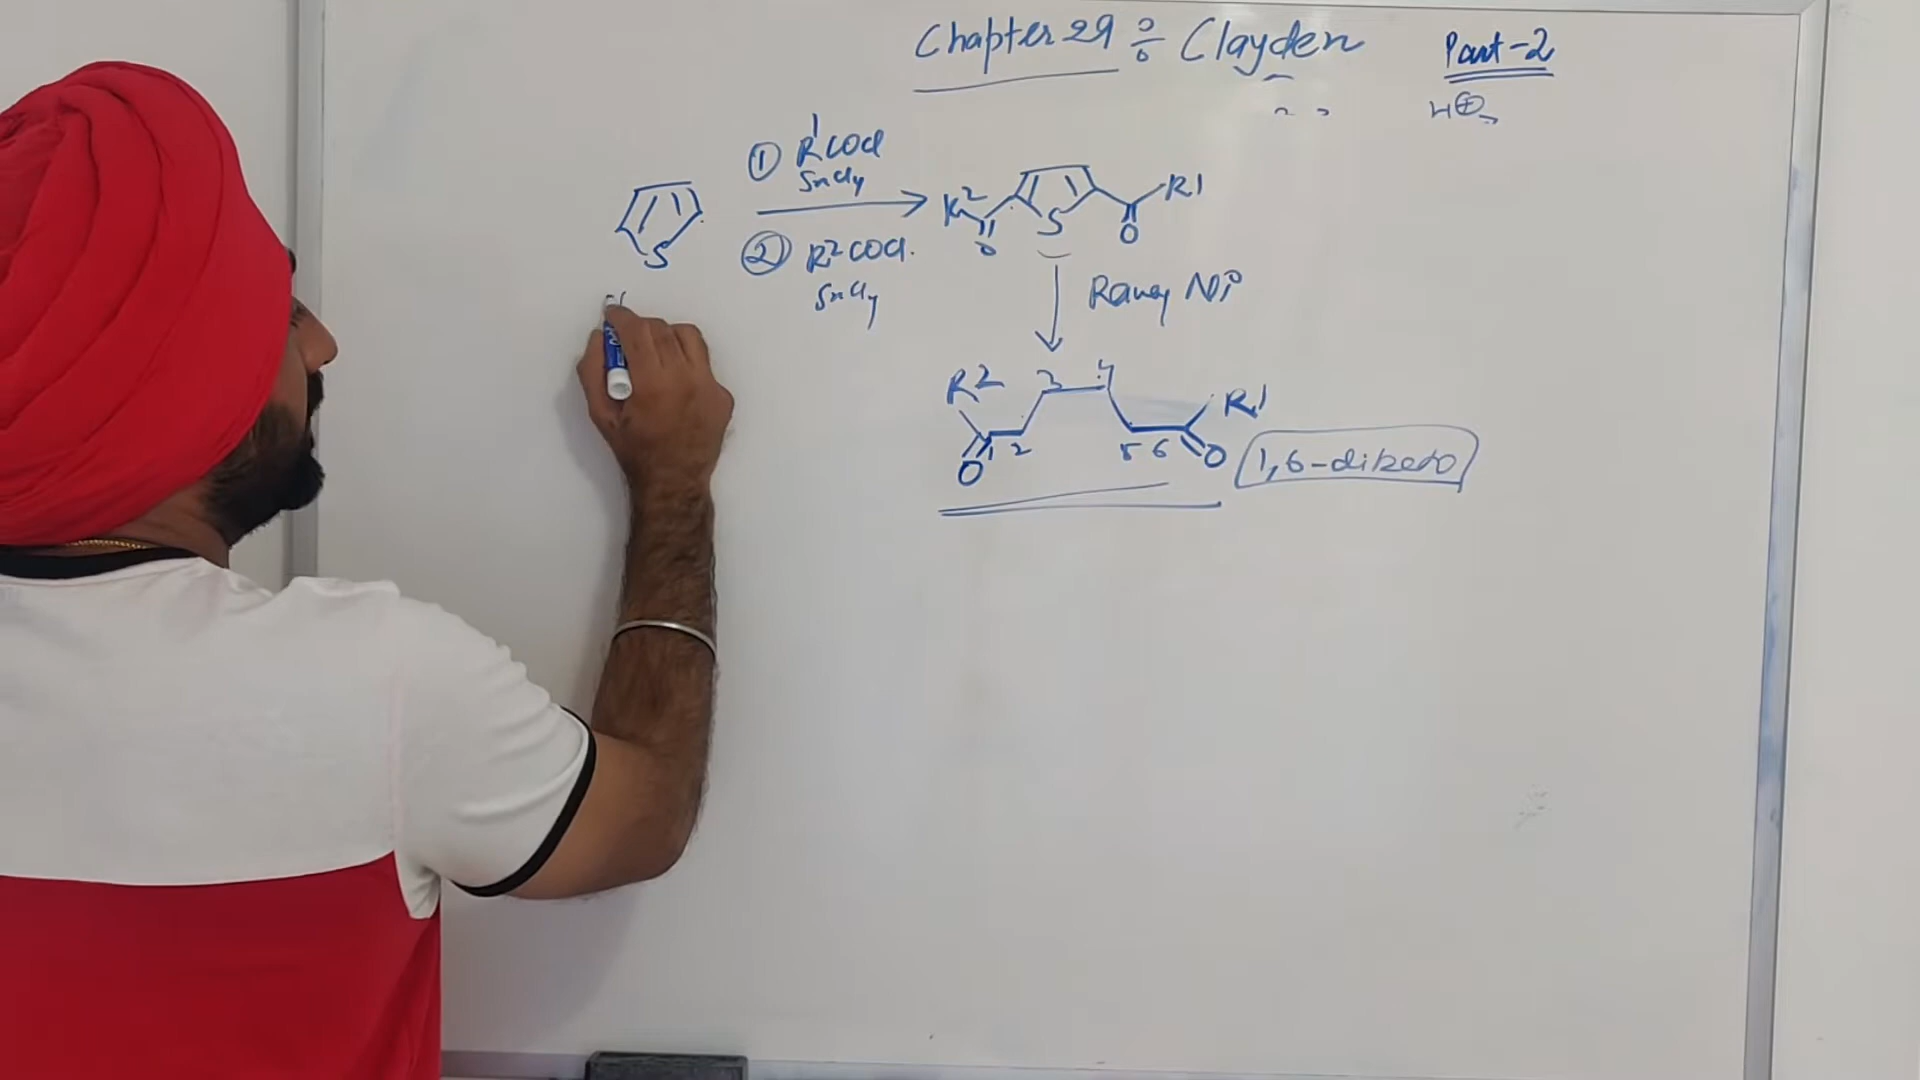 Chapter 29 ÷ Clayden
Part-2
H⊕
① R¹COCl
SnCl4
② R²COCl.
SnCl4
S
R²
O
S
O
R1
Raney Ni
R2
3
4
R1
O
1
2
5
6
O
1,6-diketo